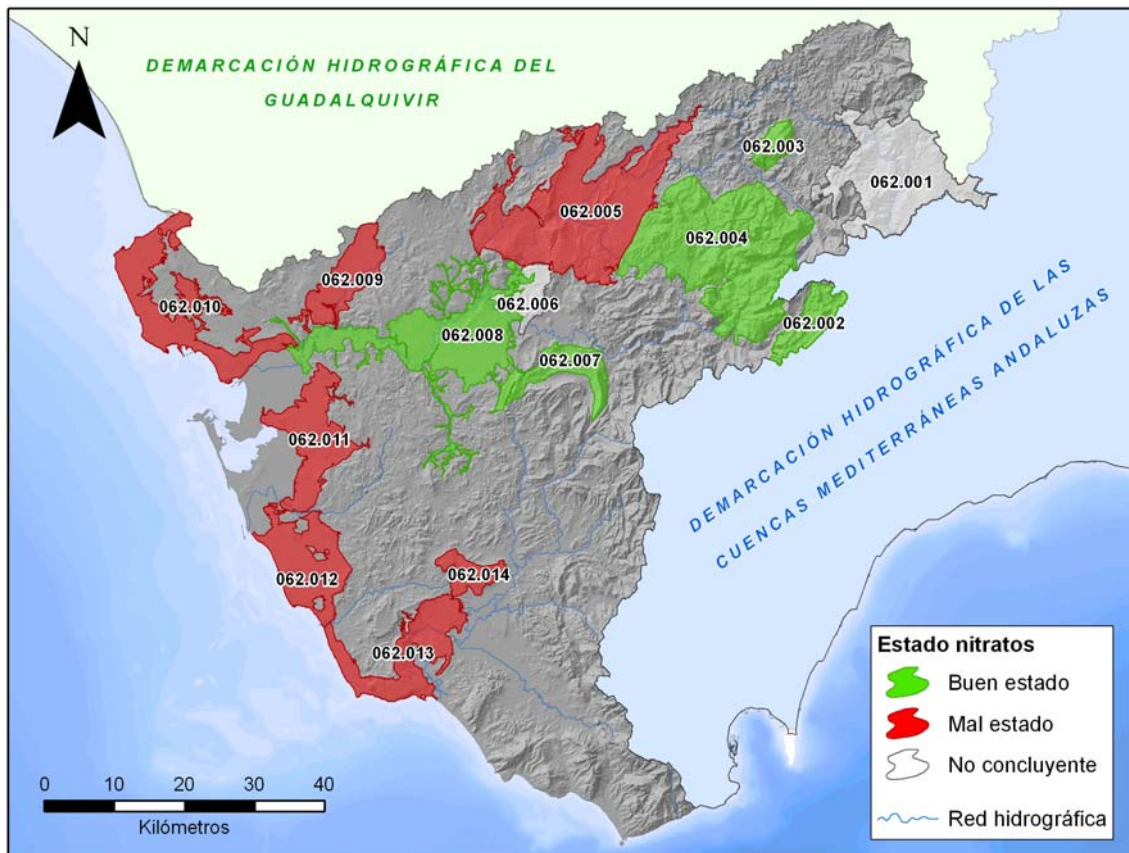 N
DEMARCACIÓN HIDROGRÁFICA DEL
GUADALQUIVIR
062.003
062.001
062.005
062.004
062.009
062.010
062.006
062.002
062.008
062.007
062.011
DEMARCACIÓN HIDROGRÁFICA DE LAS
CUENCAS MEDITERRÁNEAS ANDALUZAS
062.014
062.012
062.013
Estado nitratos
Buen estado
Mal estado
No concluyente
Red hidrográfica
0 10 20 30 40
Kilómetros